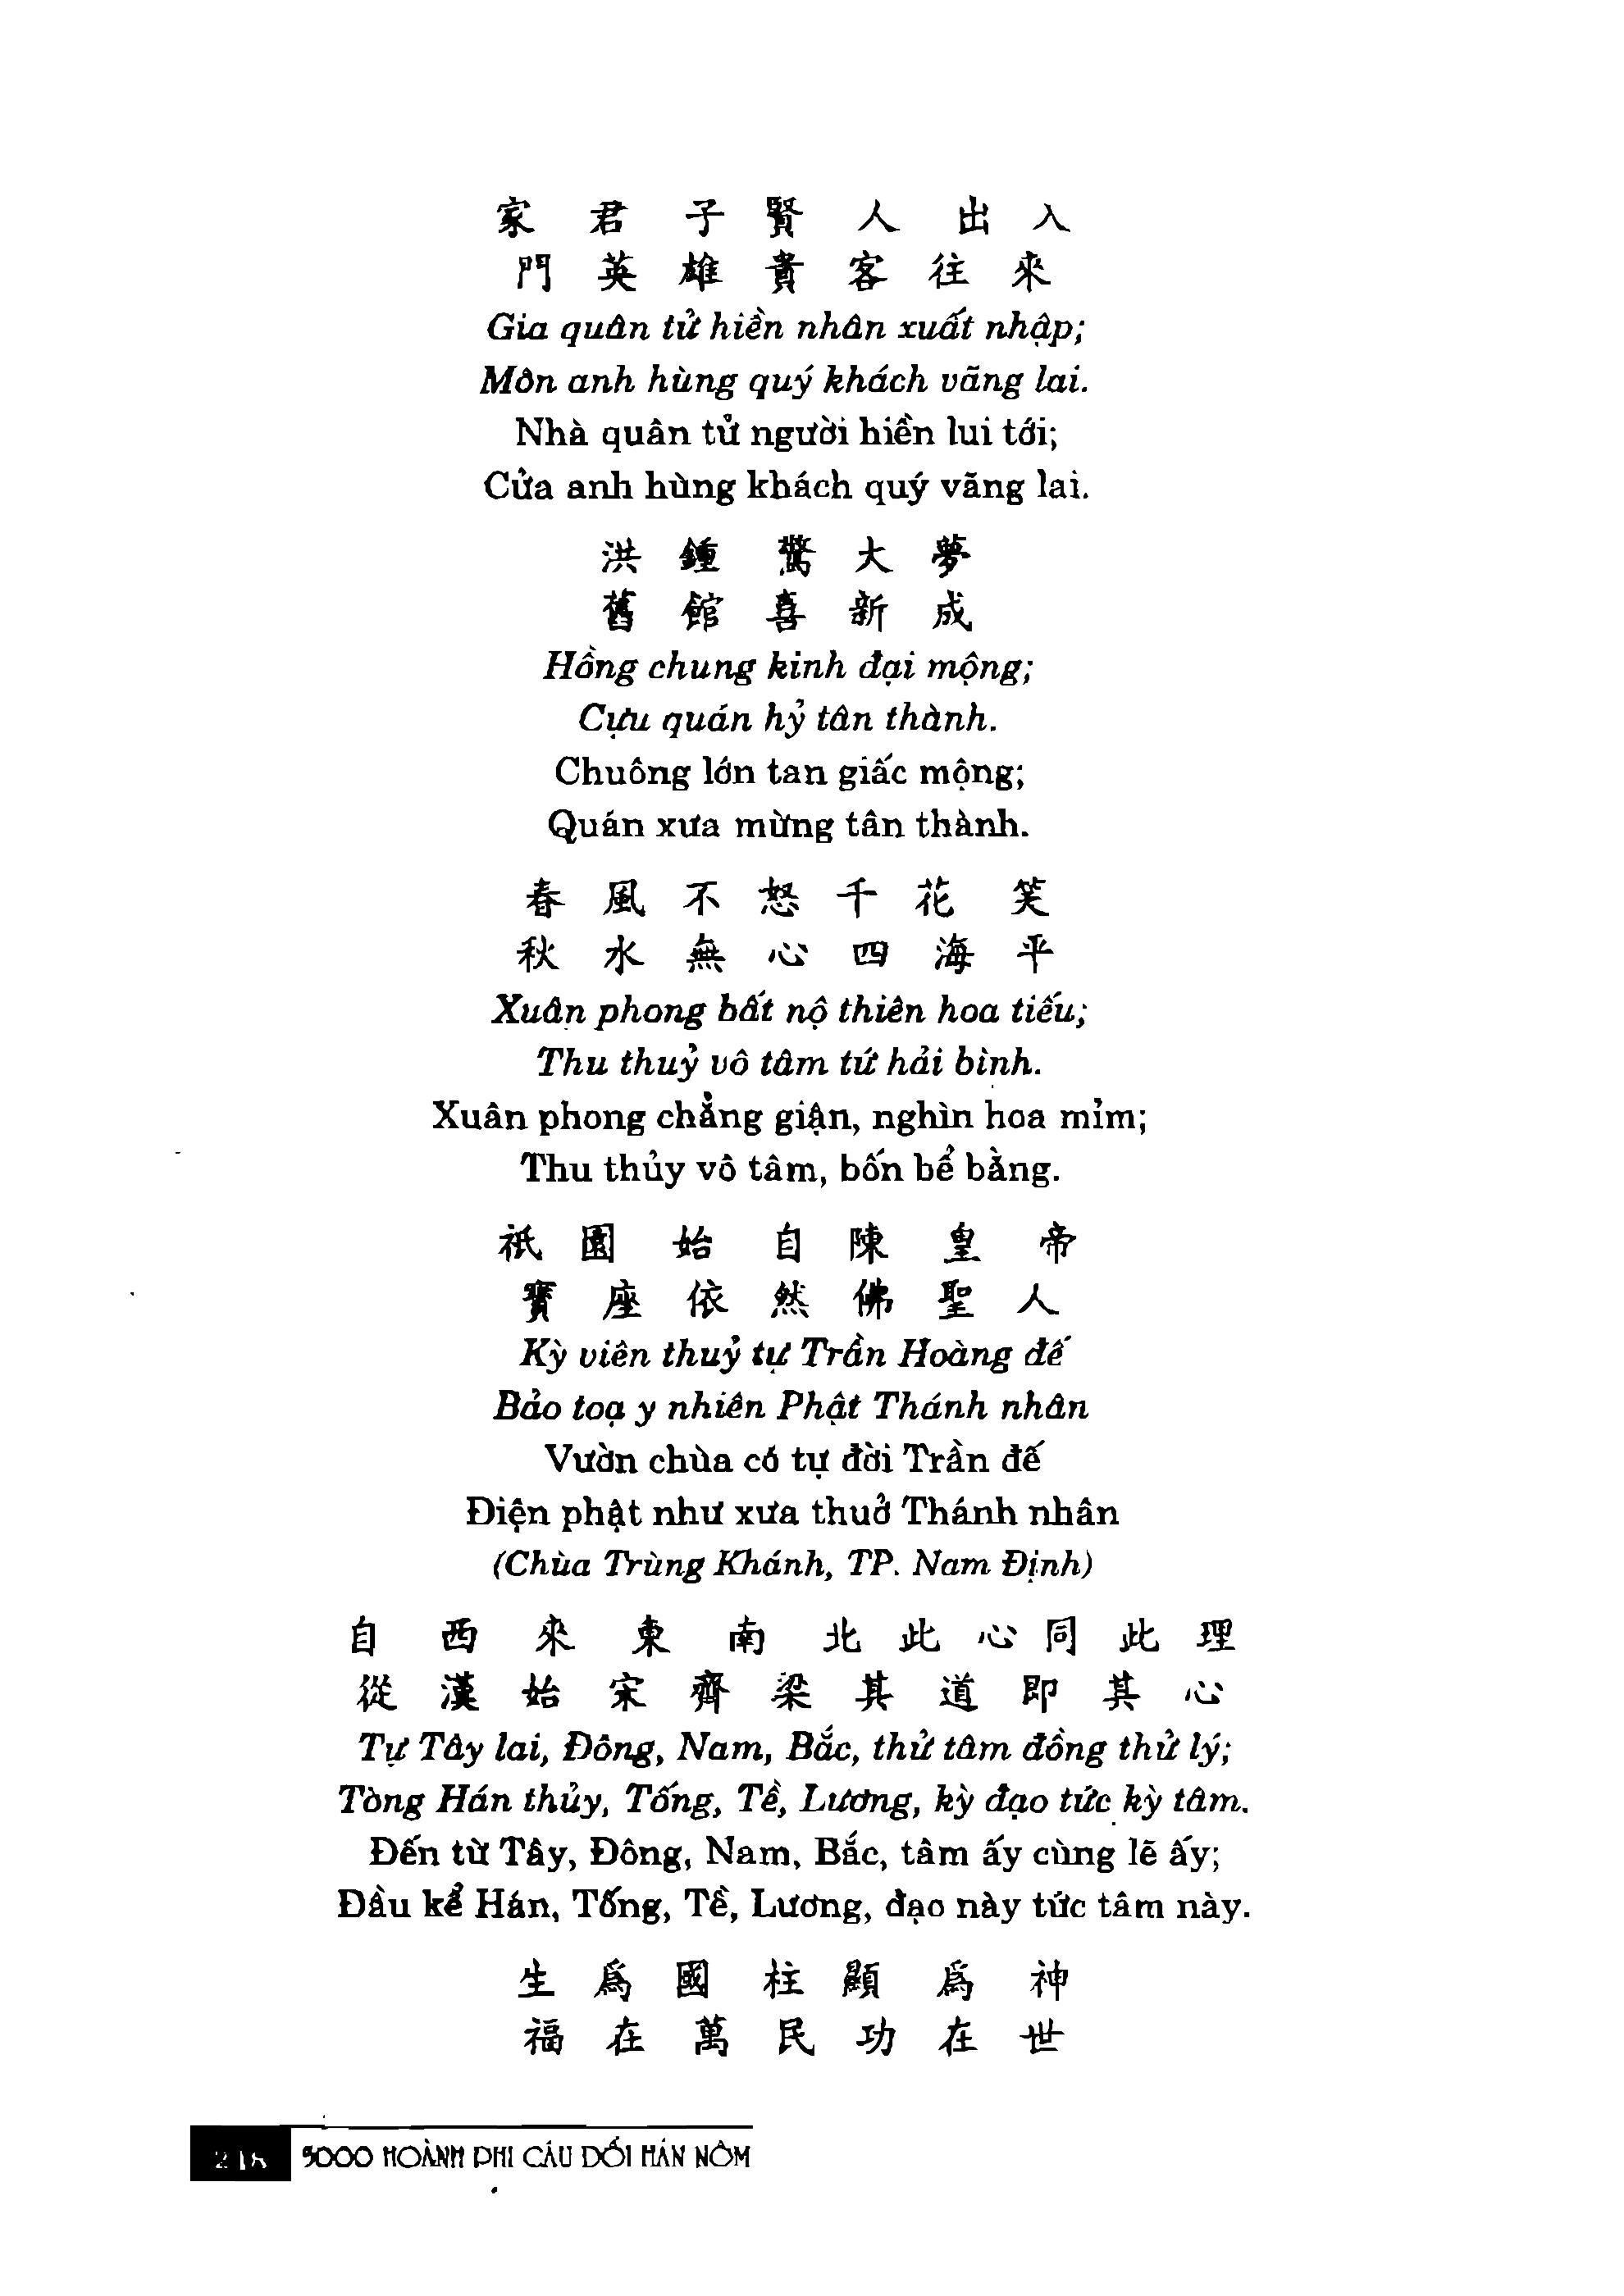 家君子賢人出入
門英雄貴客往來
Gia quân tử hiền nhân xuất nhập;
Môn anh hùng quý khách vãng lai.
Nhà quân tử người hiền lui tới;
Cửa anh hùng khách quý vãng lai.
洪鍾驚大夢
舊館喜新成
Hồng chung kinh đại mộng;
Cựu quán hỷ tân thành.
Chuông lớn tan giấc mộng;
Quán xưa mừng tân thành.
春風不怒千花笑
秋水無心四海平
Xuân phong bất nộ thiên hoa tiếu;
Thu thuỷ vô tâm tứ hải bình.
Xuân phong chẳng giận, nghìn hoa mỉm;
Thu thủy vô tâm, bốn bể bằng.
祇園始自陳皇帝
寶座依然佛聖人
Kỳ viên thuỷ tự Trần Hoàng đế
Bảo toạ y nhiên Phật Thánh nhân
Vườn chùa có tự đời Trần đế
Điện phật như xưa thuở Thánh nhân
(Chùa Trùng Khánh, TP. Nam Định)
自西來東南北此心同此理
從漢始宋齊梁其道即其心
Tự Tây lai, Đông, Nam, Bắc, thử tâm đồng thử lý;
Tòng Hán thủy, Tống, Tề, Lương, kỳ đạo tức kỳ tâm.
Đến từ Tây, Đông, Nam, Bắc, tâm ấy cùng lẽ ấy;
Đầu kể Hán, Tống, Tề, Lương, đạo này tức tâm này.
生爲國柱顯爲神
福在萬民功在世
218 5000 HOÀNH PHI CÂU ĐỐI HÁN NÔM